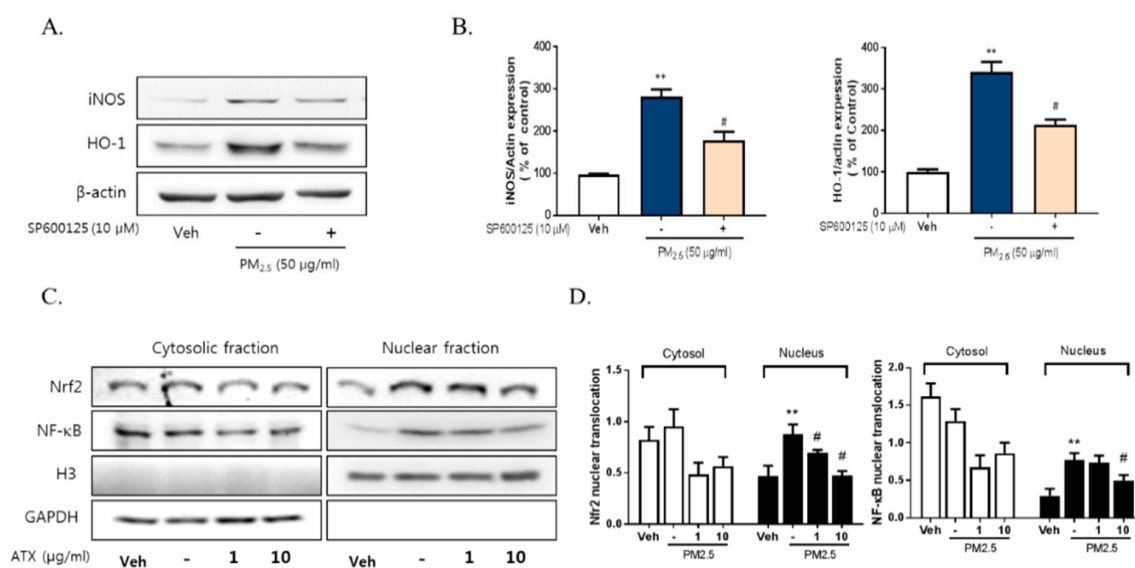 A.
iNOS
HO-1
β-actin
SP600125 (10 μM) Veh - +
PM2.5 (50 μg/ml)
B.
iNOS/Actin expression
( % of control)
400
300
200
100
0
**
#
SP600125 (10 μM) Veh - +
PM2.5 (50 μg/ml)
HO-1/actin exrpession
( % of Control)
400
300
200
100
0
**
#
SP600125 (10 μM) Veh - +
PM2.5 (50 μg/ml)
C.
Cytosolic fraction Nuclear fraction
Nrf2
NF-κB
H3
GAPDH
ATX (μg/ml) Veh - 1 10 Veh - 1 10
D.
Nfr2 nuclear translocation
1.5
1.0
0.5
0.0
Cytosol Nucleus
**
#
#
Veh - 1 10 Veh - 1 10
PM2.5 PM2.5
NF-κB nuclear translocation
2.0
1.5
1.0
0.5
0.0
Cytosol Nucleus
**
#
Veh - 1 10 Veh - 1 10
PM2.5 PM2.5